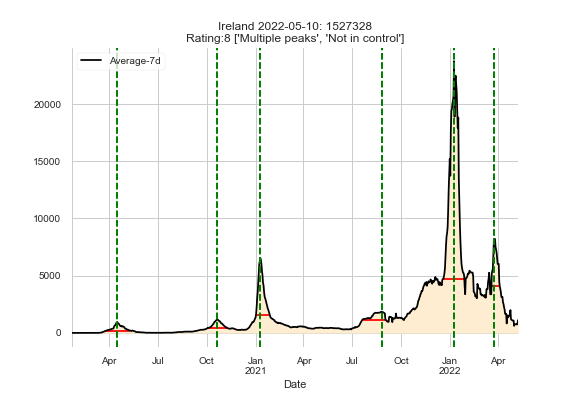 Ireland 2022-05-10: 1527328
Rating:8 ['Multiple peaks', 'Not in control']
Average-7d
20000
15000
10000
5000
0
Apr Jul Oct Jan Apr Jul Oct Jan Apr
2021 2022
Date